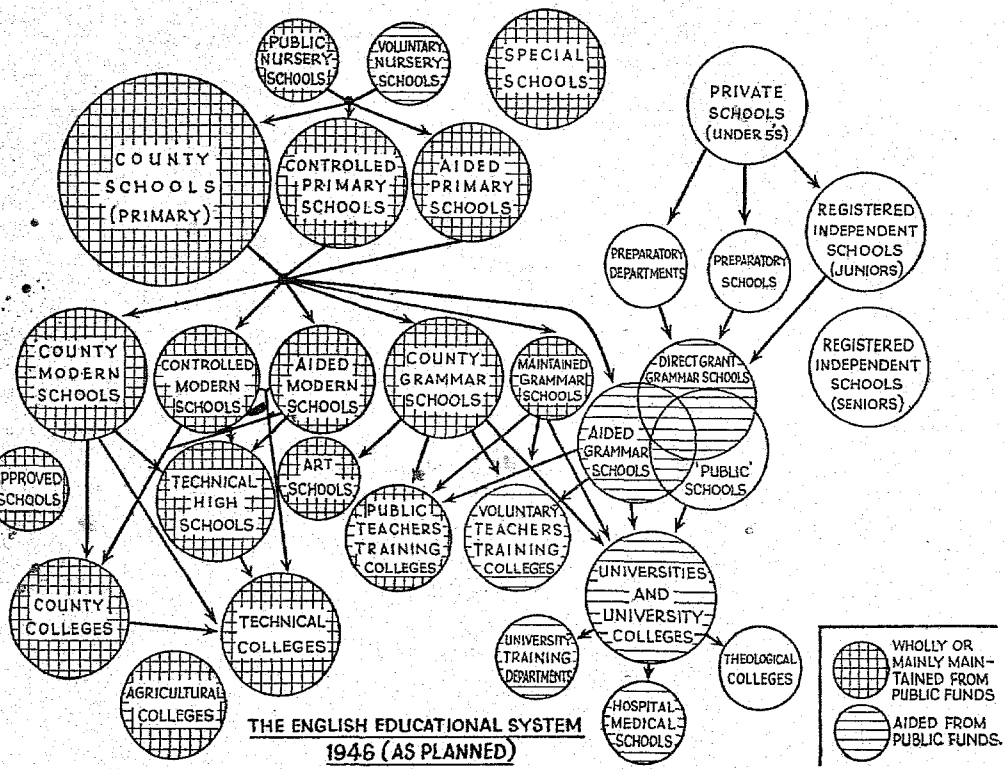 PUBLIC
NURSERY
SCHOOLS
VOLUNTARY
NURSERY
SCHOOLS
SPECIAL
SCHOOLS
PRIVATE
SCHOOLS
(UNDER 5'S)
COUNTY
SCHOOLS
(PRIMARY)
CONTROLLED
PRIMARY
SCHOOLS
AIDED
PRIMARY
SCHOOLS
PREPARATORY
DEPARTMENTS
PREPARATORY
SCHOOLS
REGISTERED
INDEPENDENT
SCHOOLS
(JUNIORS)
COUNTY
MODERN
SCHOOLS
CONTROLLED
MODERN
SCHOOLS
AIDED
MODERN
SCHOOLS
COUNTY
GRAMMAR
SCHOOLS
MAINTAINED
GRAMMAR
SCHOOLS
DIRECT GRANT
GRAMMAR SCHOOLS
REGISTERED
INDEPENDENT
SCHOOLS
(SENIORS)
AIDED
GRAMMAR
SCHOOLS
'PUBLIC'
SCHOOLS
APPROVED
SCHOOLS
TECHNICAL
HIGH
SCHOOLS
ART
SCHOOLS
PUBLIC
TEACHERS
TRAINING
COLLEGES
VOLUNTARY
TEACHERS
TRAINING
COLLEGES
UNIVERSITIES
AND
UNIVERSITY
COLLEGES
COUNTY
COLLEGES
TECHNICAL
COLLEGES
AGRICULTURAL
COLLEGES
UNIVERSITY
TRAINING
DEPARTMENTS
HOSPITAL
MEDICAL
SCHOOLS
THEOLOGICAL
COLLEGES
THE ENGLISH EDUCATIONAL SYSTEM
1946 (AS PLANNED)
WHOLLY OR
MAINLY MAIN-
TAINED FROM
PUBLIC FUNDS
AIDED FROM
PUBLIC FUNDS.